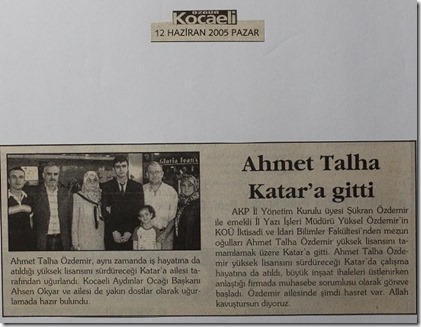 ÖZGÜR
Kocaeli
12 HAZİRAN 2005 PAZAR
Gloria Jean's
Ahmet Talha Özdemir, aynı zamanda iş hayatına da
atıldığı yüksek lisansını sürdüreceği Katar'a ailesi
tarafından uğurlandı. Kocaeli Aydınlar Ocağı Başkanı
Ahsen Okyar ve ailesi de yakın dostlar olarak uğur-
lamada hazır bulundu.
Ahmet Talha
Katar'a gitti
AKP İl Yönetim Kurulu üyesi Şükran Özdemir
ile emekli İl Yazı İşleri Müdürü Yüksel Özdemir'in
KOÜ İktisadi ve İdari Bilimler Fakültesi'nden mezun
oğulları Ahmet Talha Özdemir yüksek lisansını ta-
mamlamak üzere Katar'a gitti. Ahmet Talha Özde-
mir yüksek lisansını sürdüreceği Katar'da çalışma
hayatına da atıldı, büyük inşaat ihaleleri üstlenirken
anlaştığı firmada muhasebe sorumlusu olarak göreve
başladı. Özdemir ailesinde şimdi hasret var. Allah
kavuştursun diyoruz.